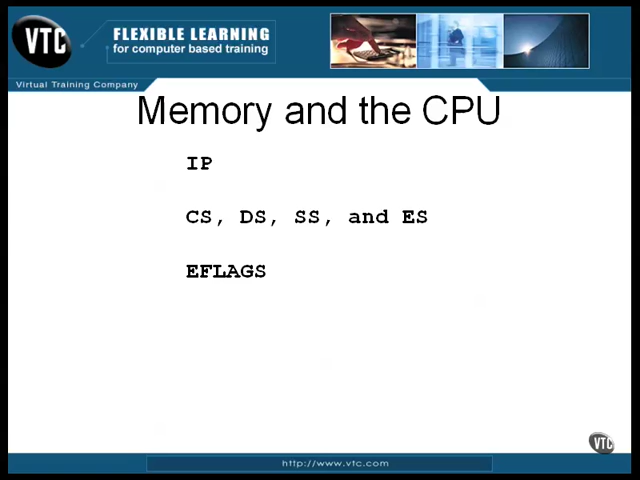 VTC
FLEXIBLE LEARNING
for computer based training
Virtual Training Company
Memory and the CPU
IP
CS, DS, SS, and ES
EFLAGS
VTC
http://www.vtc.com